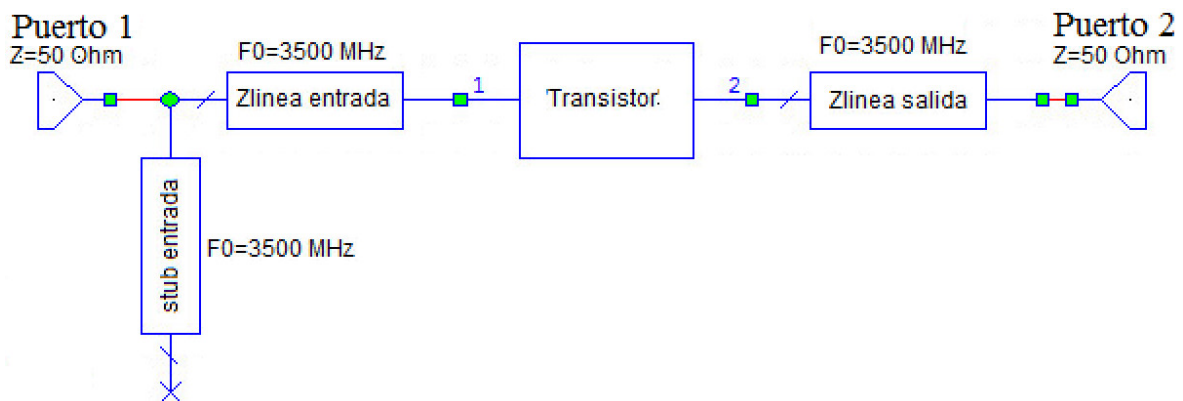 Puerto 1
Z=50 Ohm
F0=3500 MHz
Zlinea entrada
1
Transistor.
2
F0=3500 MHz
Zlinea salida
Puerto 2
Z=50 Ohm
stub entrada
F0=3500 MHz